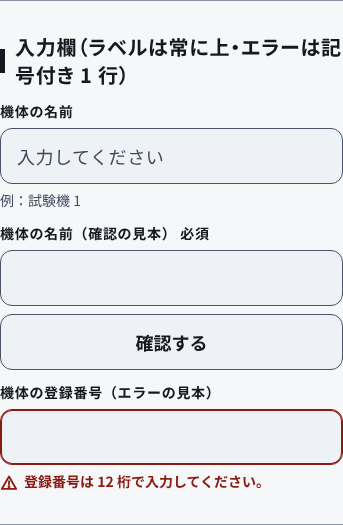 入力欄（ラベルは常に上・エラーは記
号付き 1 行）
機体の名前
入力してください
例：試験機 1
機体の名前（確認の見本） 必須
確認する
機体の登録番号（エラーの見本）
登録番号は 12 桁で入力してください。